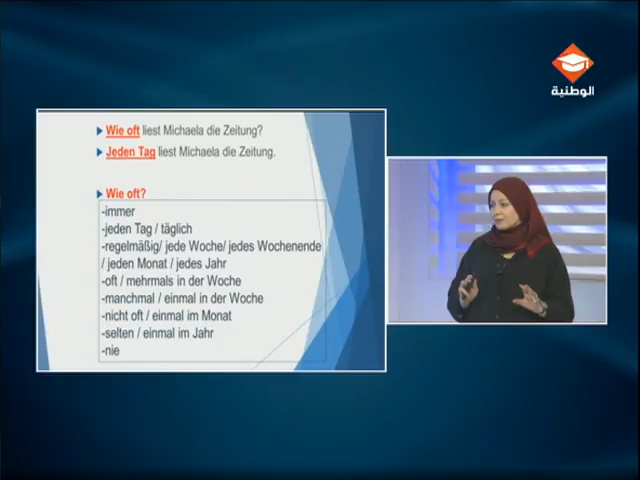 الوطنية
Wie oft liest Michaela die Zeitung?
Jeden Tag liest Michaela die Zeitung.
Wie oft?
-immer
-jeden Tag / täglich
-regelmäßig/ jede Woche/ jedes Wochenende
/ jeden Monat / jedes Jahr
-oft / mehrmals in der Woche
-manchmal / einmal in der Woche
-nicht oft / einmal im Monat
-selten / einmal im Jahr
-nie